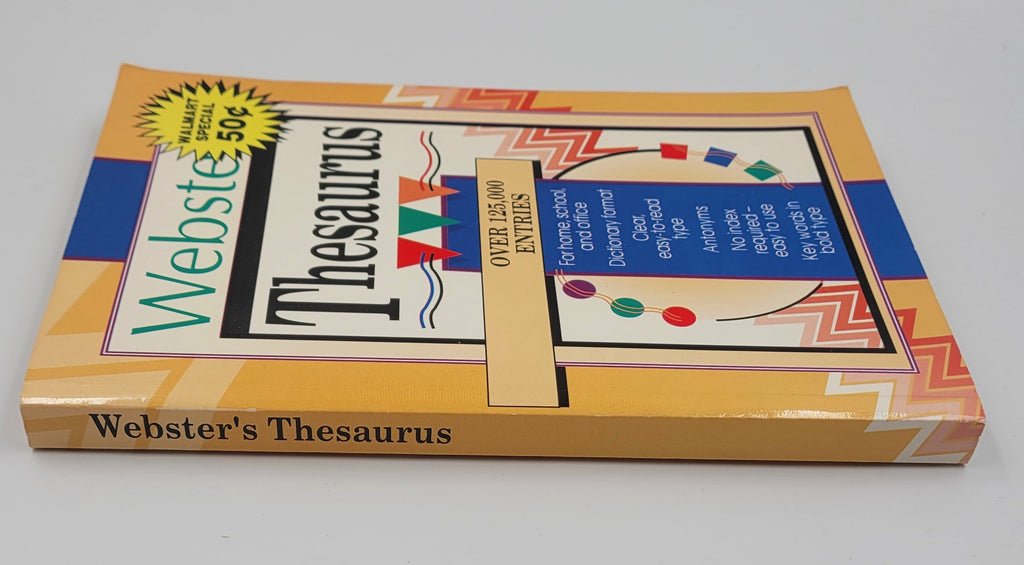 WALMART
SPECIAL
50¢
Webster
Thesaurus
OVER 125,000
ENTRIES
For home, school,
and office
Dictionary format
Clear,
easy-to-read
type
Antonyms
No index
required –
easy to use
Key words in
bold type
Webster's Thesaurus